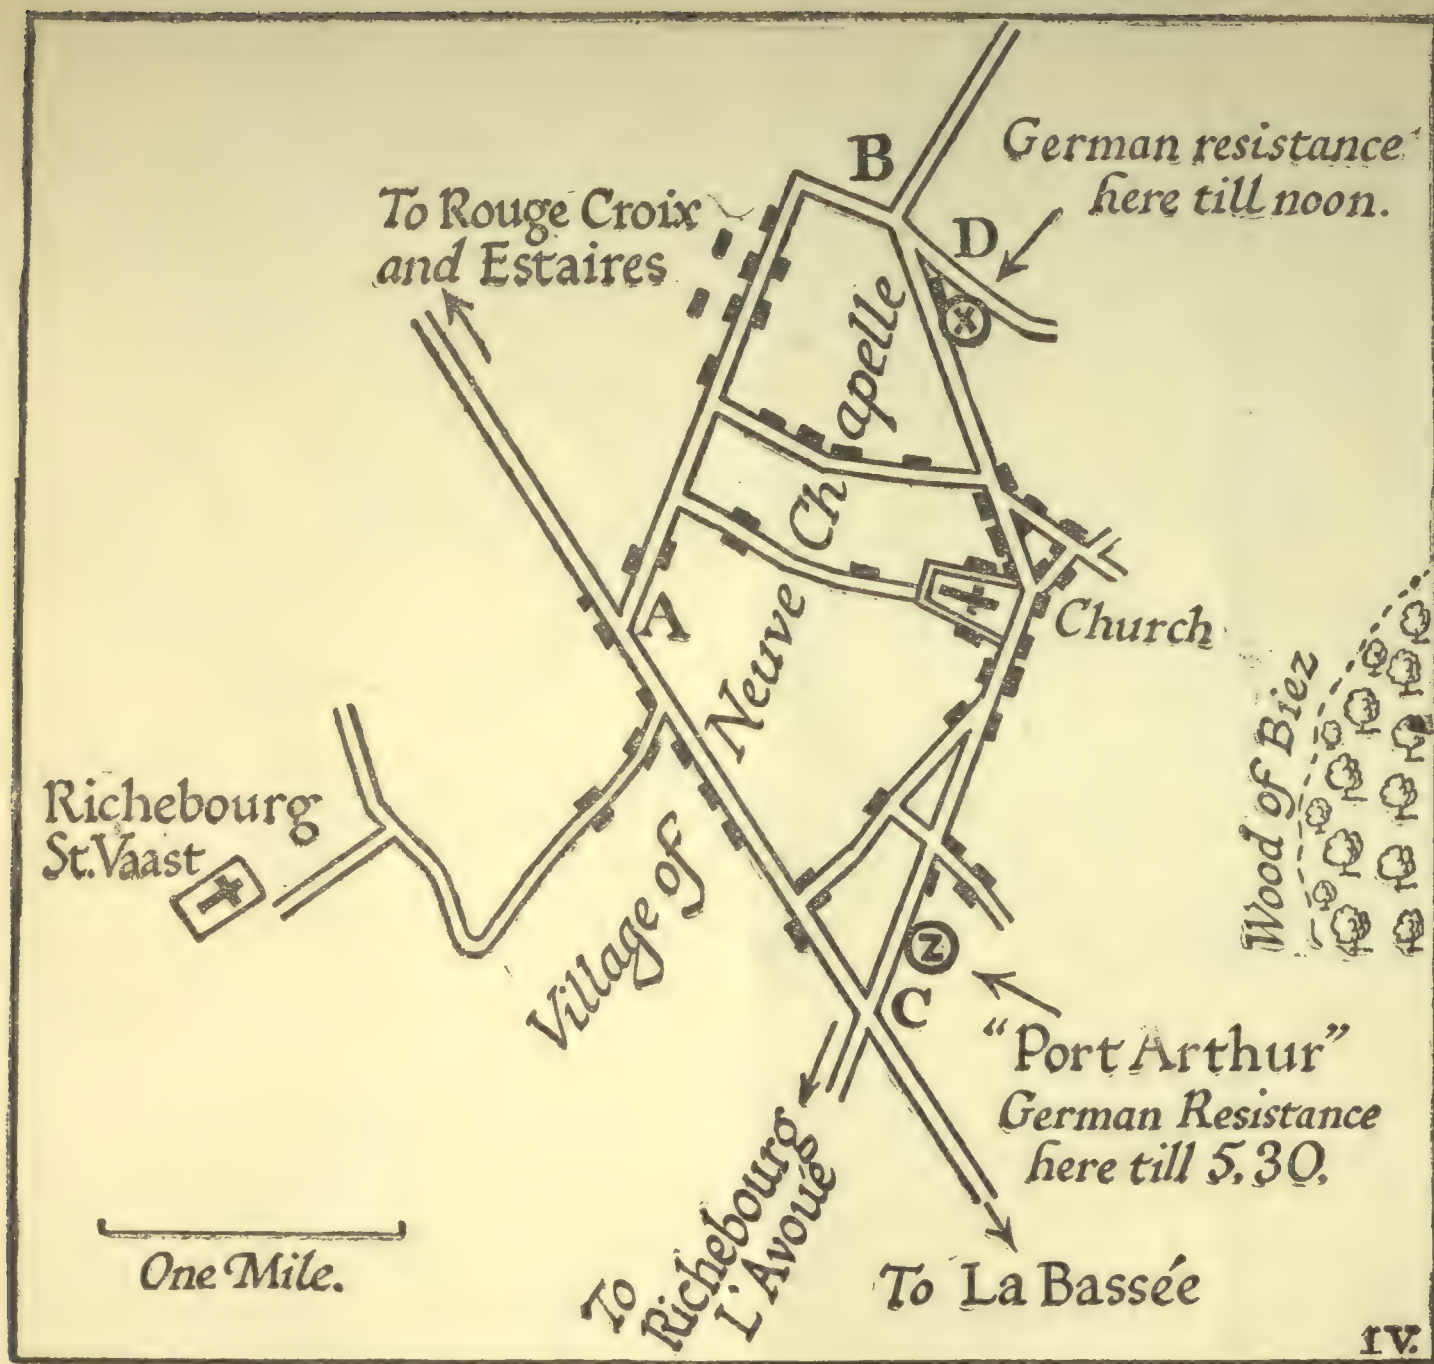 B
German resistance
here till noon.
To Rouge Croix
and Estaires
D
X
Village of Neuve Chapelle
A
Church
Wood of Biez
Richebourg
St. Vaast
Z
C
"Port Arthur"
German Resistance
here till 5.30.
To
Richebourg
L'Avoué
One Mile.
To La Bassée
IV.